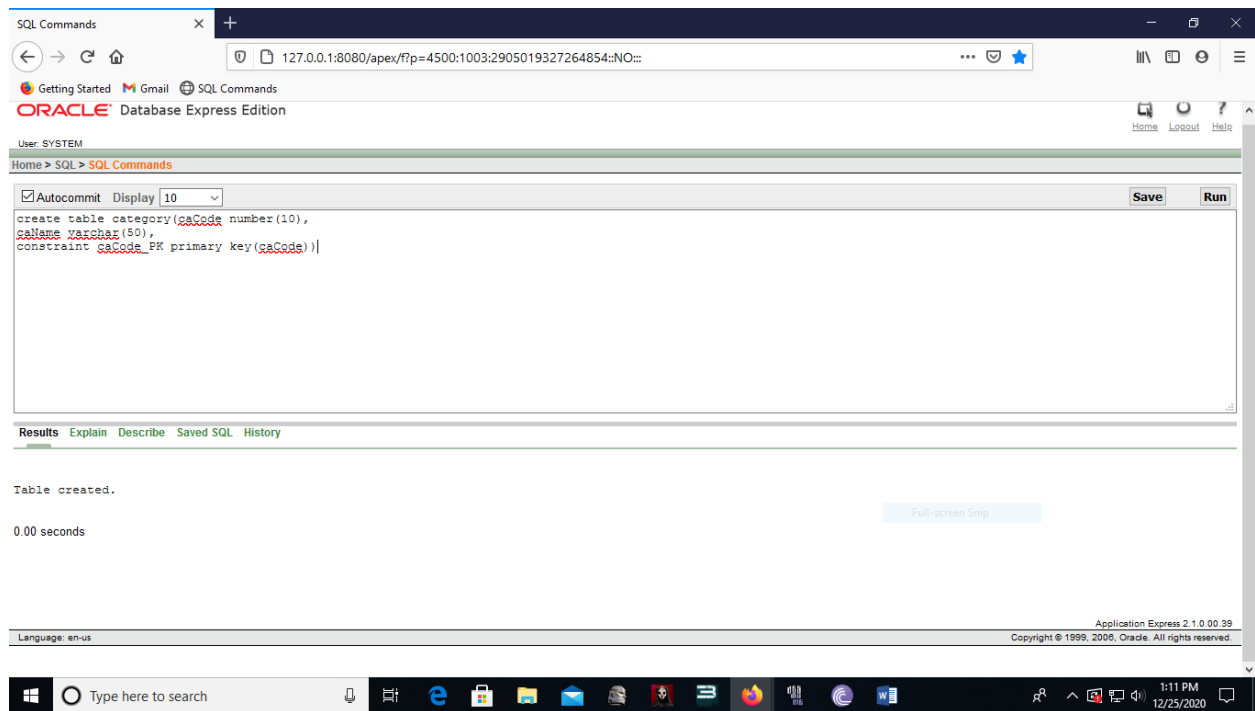 SQL Commands
127.0.0.1:8080/apex/f?p=4500:1003:2905019327264854::NO:::
Getting Started Gmail SQL Commands
ORACLE Database Express Edition
Home Logout Help
User: SYSTEM
Home > SQL > SQL Commands
Autocommit Display 10 Save Run
create table category(caCode number(10),
caName varchar(50),
constraint caCode_PK primary key(caCode))
Results Explain Describe Saved SQL History
Table created.
Full-screen Snip
0.00 seconds
Application Express 2.1.0.00.39
Language: en-us Copyright © 1999, 2006, Oracle. All rights reserved.
Type here to search
1:11 PM
12/25/2020